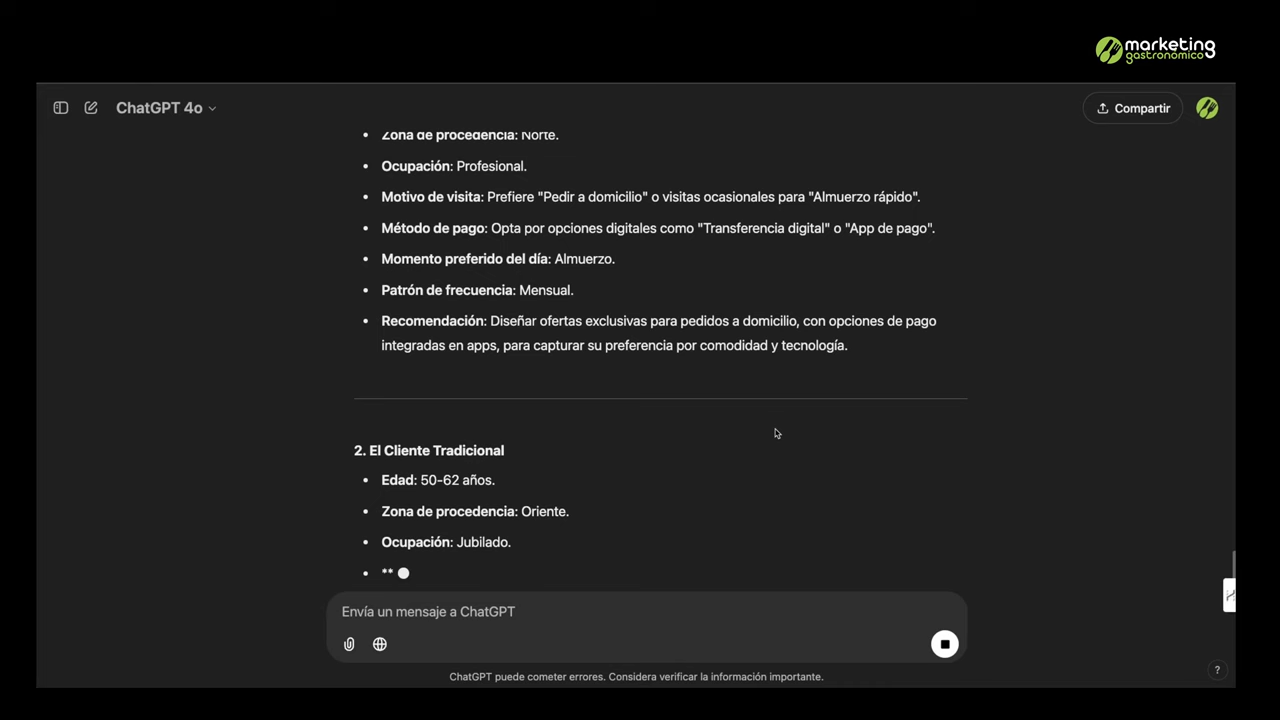 marketing
gastronómico
ChatGPT 4o
Compartir
Zona de procedencia: Norte.
Ocupación: Profesional.
Motivo de visita: Prefiere "Pedir a domicilio" o visitas ocasionales para "Almuerzo rápido".
Método de pago: Opta por opciones digitales como "Transferencia digital" o "App de pago".
Momento preferido del día: Almuerzo.
Patrón de frecuencia: Mensual.
Recomendación: Diseñar ofertas exclusivas para pedidos a domicilio, con opciones de pago
integradas en apps, para capturar su preferencia por comodidad y tecnología.
2. El Cliente Tradicional
Edad: 50-62 años.
Zona de procedencia: Oriente.
Ocupación: Jubilado.
**
Envía un mensaje a ChatGPT
ChatGPT puede cometer errores. Considera verificar la información importante.
?